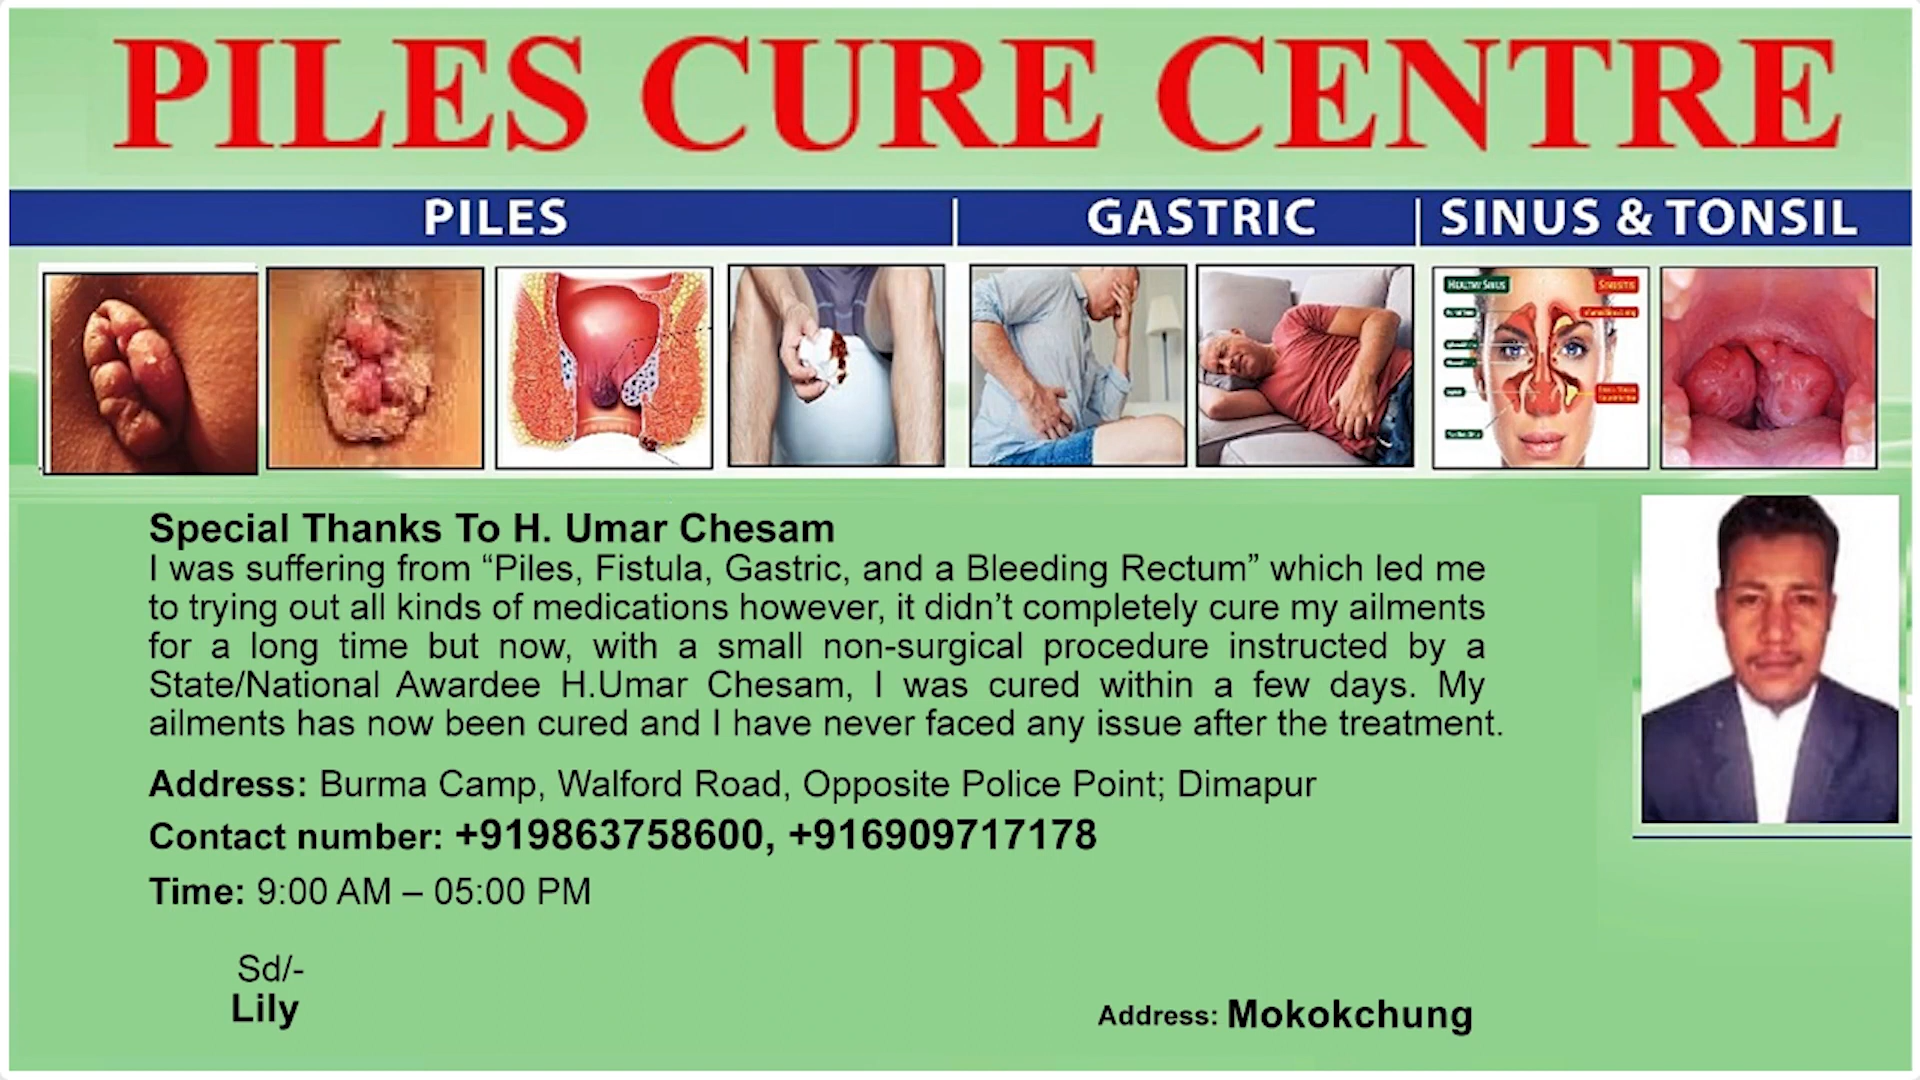 PILES CURE CENTRE
PILES | GASTRIC | SINUS & TONSIL
HEALTHY SINUS
SINUSITIS
Special Thanks To H. Umar Chesam
I was suffering from “Piles, Fistula, Gastric, and a Bleeding Rectum” which led me
to trying out all kinds of medications however, it didn’t completely cure my ailments
for a long time but now, with a small non-surgical procedure instructed by a
State/National Awardee H.Umar Chesam, I was cured within a few days. My
ailments has now been cured and I have never faced any issue after the treatment.
Address: Burma Camp, Walford Road, Opposite Police Point; Dimapur
Contact number: +919863758600, +916909717178
Time: 9:00 AM – 05:00 PM
Sd/-
Lily
Address: Mokokchung